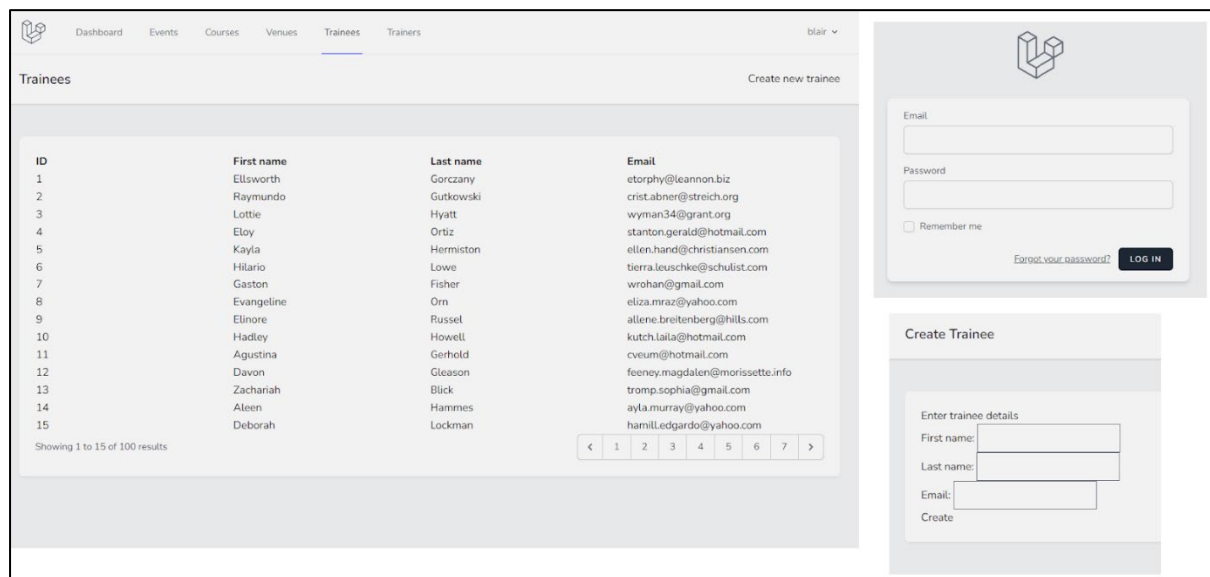 Dashboard Events Courses Venues Trainees Trainers blair
Trainees Create new trainee
ID First name Last name Email
1 Ellsworth Gorczany etorphy@leannon.biz
2 Raymundo Gutkowski crist.abner@streich.org
3 Lottie Hyatt wyman34@grant.org
4 Eloy Ortiz stanton.gerald@hotmail.com
5 Kayla Hermiston ellen.hand@christiansen.com
6 Hilario Lowe tierra.leuschke@schulist.com
7 Gaston Fisher wrohan@gmail.com
8 Evangeline Orn eliza.mraz@yahoo.com
9 Elinore Russel allene.breitenberg@hills.com
10 Hadley Howell kutch.laila@hotmail.com
11 Agustina Gerhold cveum@hotmail.com
12 Davon Gleason feeney.magdalen@morissette.info
13 Zachariah Blick tromp.sophia@gmail.com
14 Aleen Hammes ayla.murray@yahoo.com
15 Deborah Lockman hamill.edgardo@yahoo.com
Showing 1 to 15 of 100 results < 1 2 3 4 5 6 7 >
Email
Password
Remember me
Forgot your password? LOG IN
Create Trainee
Enter trainee details
First name:
Last name:
Email:
Create